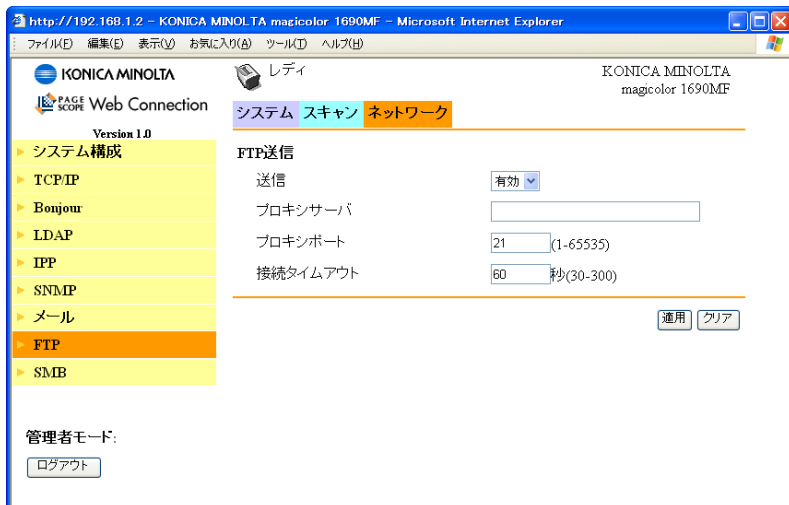 http://192.168.1.2 - KONICA MINOLTA magicolor 1690MF - Microsoft Internet Explorer
ファイル(F) 編集(E) 表示(V) お気に入り(A) ツール(T) ヘルプ(H)
KONICA MINOLTA
PAGE SCOPE Web Connection
Version 1.0
レディ
KONICA MINOLTA
magicolor 1690MF
システム スキャン ネットワーク
システム構成
TCP/IP
Bonjour
LDAP
IPP
SNMP
メール
FTP
SMB
管理者モード:
ログアウト
FTP送信
送信 有効
プロキシサーバ
プロキシポート 21 (1-65535)
接続タイムアウト 60 秒(30-300)
適用 クリア